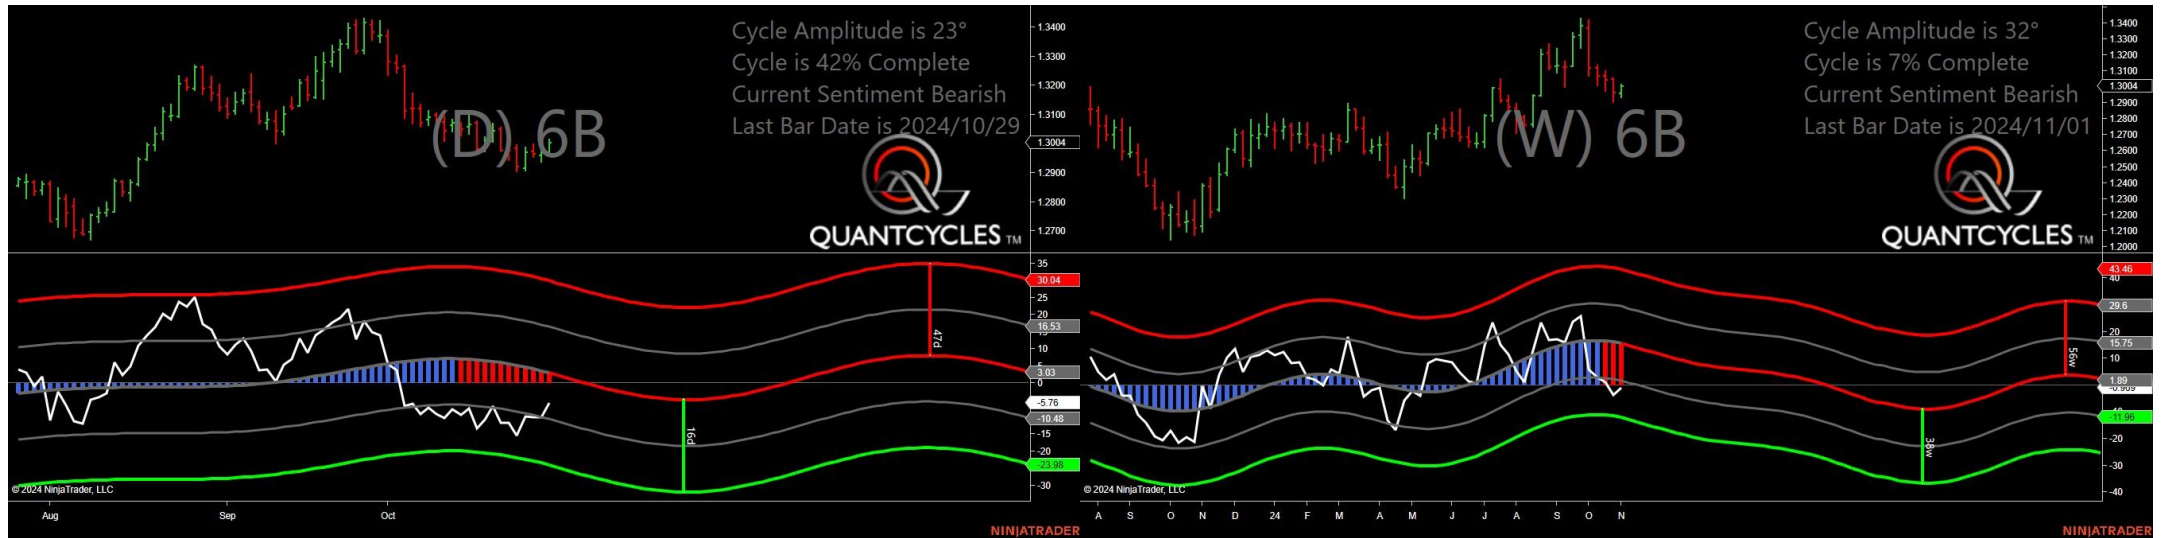 Cycle Amplitude is 23°
Cycle is 42% Complete
Current Sentiment Bearish
Last Bar Date is 2024/10/29
(D) 6B
QUANTCYCLES TM
1.3400
1.3300
1.3200
1.3100
1.3004
1.2900
1.2800
1.2700
35
30.04
25
20
16.53
10
3.03
0
-5.76
-10.48
-15
-20
-23.98
-30
47d
16d
© 2024 NinjaTrader, LLC
Aug Sep Oct
NINJATRADER
Cycle Amplitude is 32°
Cycle is 7% Complete
Current Sentiment Bearish
Last Bar Date is 2024/11/01
(W) 6B
QUANTCYCLES TM
1.3400
1.3300
1.3200
1.3100
1.3004
1.2900
1.2800
1.2700
1.2600
1.2500
1.2400
1.2300
1.2200
1.2100
1.2000
43.46
40
29.6
20
15.75
10
1.89
-11.96
-20
-30
-40
56w
38w
© 2024 NinjaTrader, LLC
A S O N D 24 F M A M J J A S O N
NINJATRADER